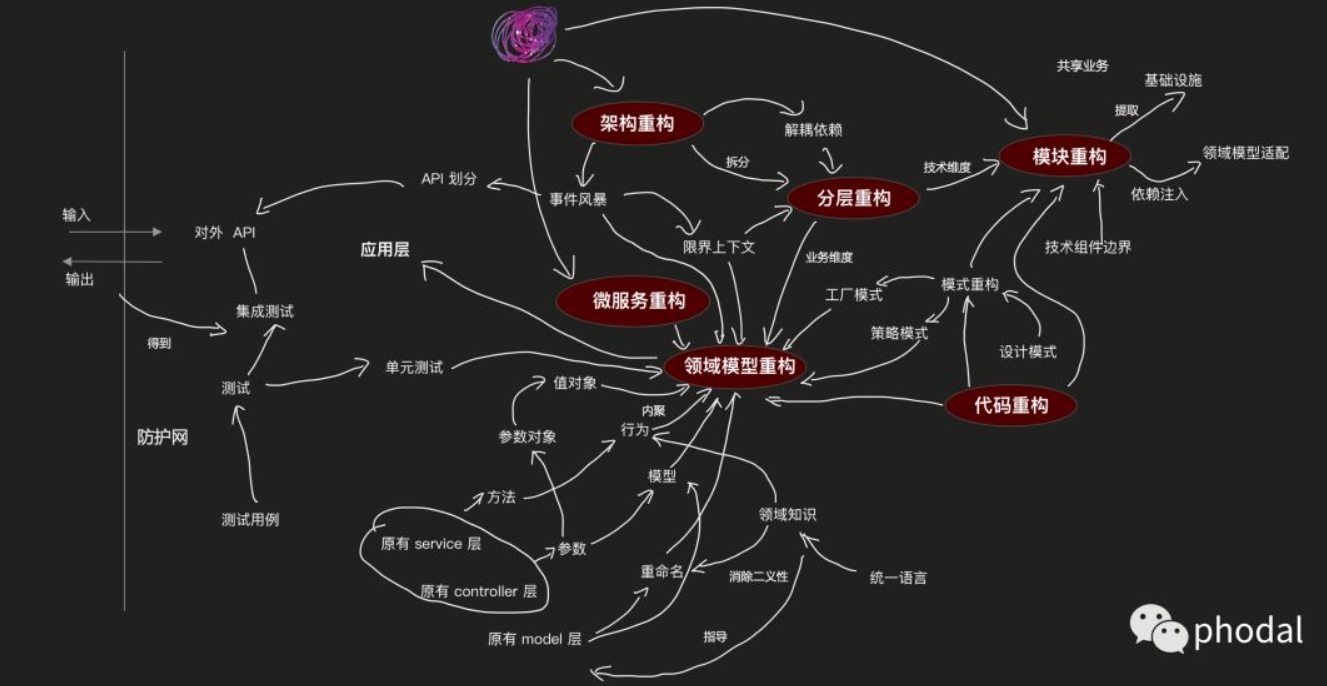 共享业务
基础设施
提取
架构重构
解耦依赖
模块重构
领域模型适配
拆分
技术维度
API 划分
事件风暴
分层重构
依赖注入
输入
对外 API
限界上下文
技术组件边界
应用层
业务维度
输出
模式重构
微服务重构
工厂模式
集成测试
策略模式
得到
设计模式
单元测试
领域模型重构
测试
值对象
代码重构
内聚
防护网
参数对象
行为
模型
方法
测试用例
领域知识
原有 service 层
参数
重命名
消除二义性
统一语言
原有 controller 层
原有 model 层
指导
phodal